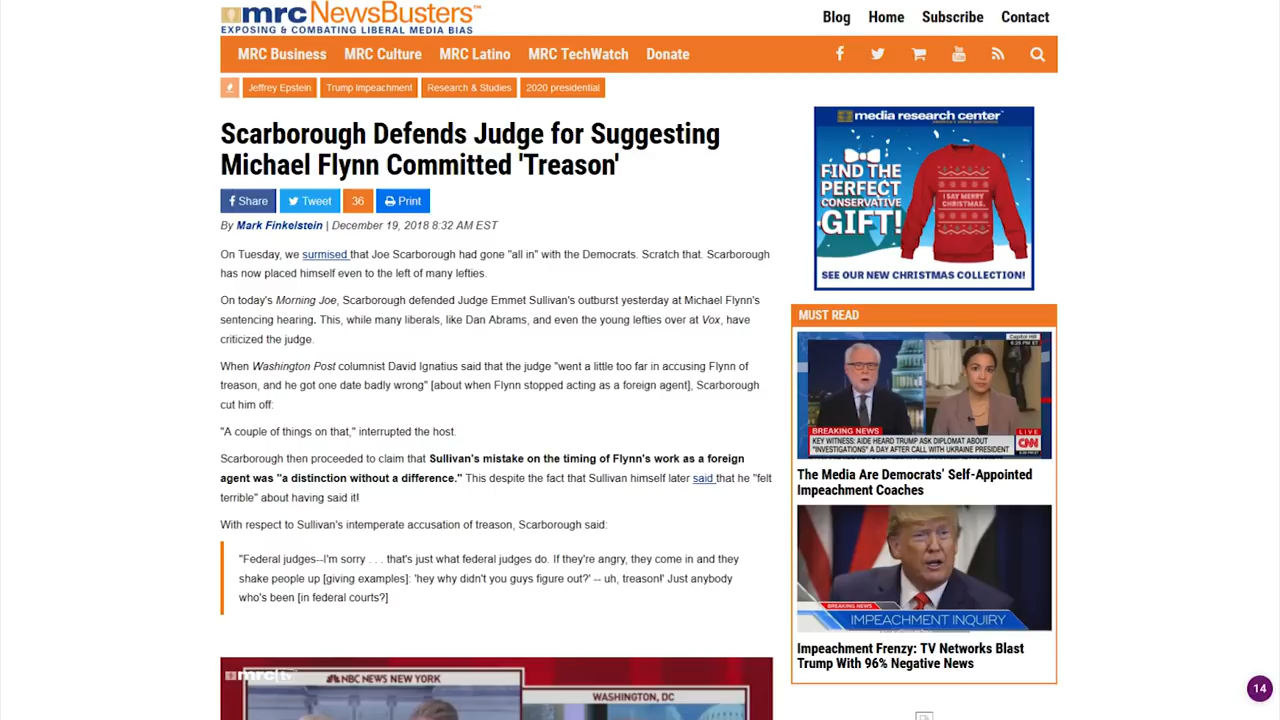 mrc NewsBusters™
EXPOSING & COMBATING LIBERAL MEDIA BIAS
Blog Home Subscribe Contact
MRC Business MRC Culture MRC Latino MRC TechWatch Donate
Jeffrey Epstein Trump Impeachment Research & Studies 2020 presidential
Scarborough Defends Judge for Suggesting
Michael Flynn Committed 'Treason'
Share Tweet 36 Print
By Mark Finkelstein | December 19, 2018 8:32 AM EST
On Tuesday, we surmised that Joe Scarborough had gone "all in" with the Democrats. Scratch that. Scarborough
has now placed himself even to the left of many lefties.
On today's Morning Joe, Scarborough defended Judge Emmet Sullivan's outburst yesterday at Michael Flynn's
sentencing hearing. This, while many liberals, like Dan Abrams, and even the young lefties over at Vox, have
criticized the judge.
When Washington Post columnist David Ignatius said that the judge "went a little too far in accusing Flynn of
treason, and he got one date badly wrong" [about when Flynn stopped acting as a foreign agent], Scarborough
cut him off:
"A couple of things on that," interrupted the host.
Scarborough then proceeded to claim that Sullivan's mistake on the timing of Flynn's work as a foreign
agent was "a distinction without a difference." This despite the fact that Sullivan himself later said that he "felt
terrible" about having said it!
With respect to Sullivan's intemperate accusation of treason, Scarborough said:
"Federal judges--I'm sorry . . . that's just what federal judges do. If they're angry, they come in and they
shake people up [giving examples]: 'hey why didn't you guys figure out?' -- uh, treason!' Just anybody
who's been [in federal courts?]
mrctv
NBC NEWS NEW YORK
WASHINGTON, DC
media research center
FIND THE
PERFECT
CONSERVATIVE
GIFT!
I SAY MERRY
CHRISTMAS.
SEE OUR NEW CHRISTMAS COLLECTION!
MUST READ
Capitol Hill
BREAKING NEWS
LIVE
KEY WITNESS: AIDE HEARD TRUMP ASK DIPLOMAT ABOUT
"INVESTIGATIONS" A DAY AFTER CALL WITH UKRAINE PRESIDENT
CNN
The Media Are Democrats' Self-Appointed
Impeachment Coaches
BREAKING NEWS
IMPEACHMENT INQUIRY
Impeachment Frenzy: TV Networks Blast
Trump With 96% Negative News
14